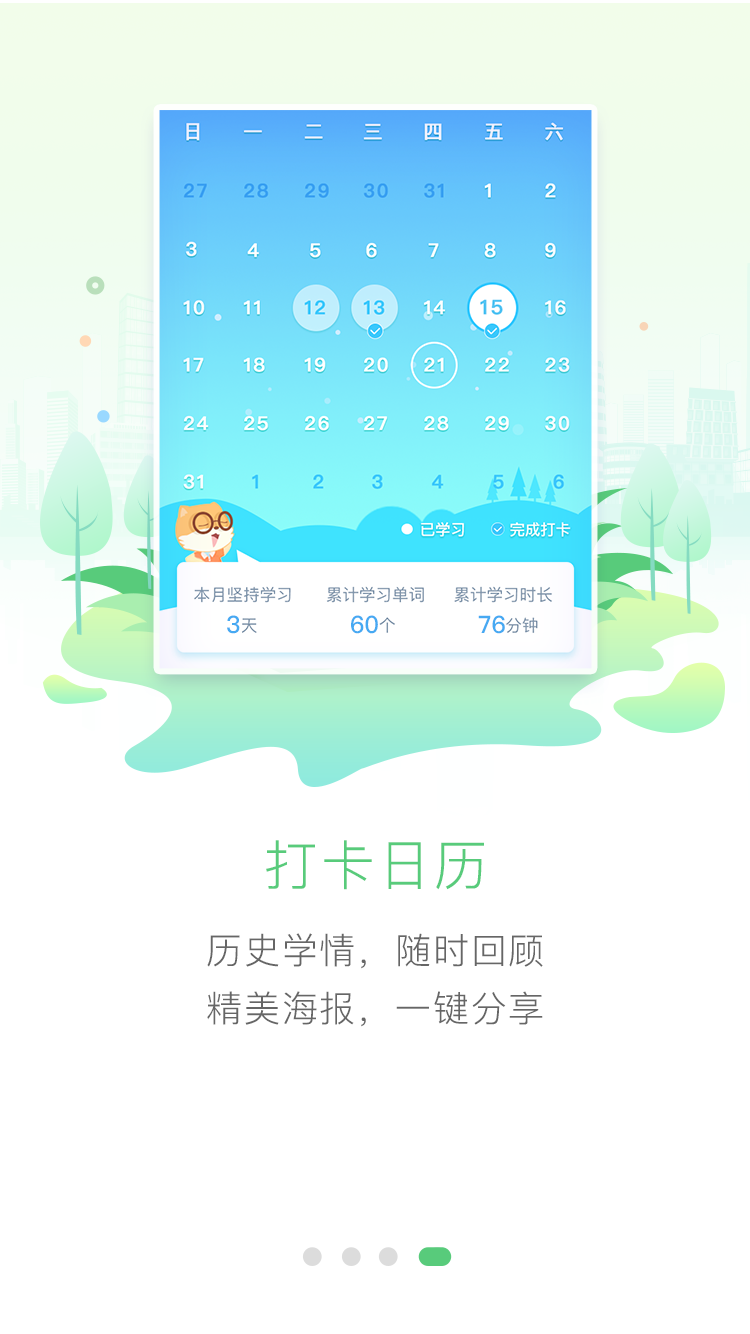 日 一 二 三 四 五 六
27 28 29 30 31 1 2
3 4 5 6 7 8 9
10 11 12 13 14 15 16
17 18 19 20 21 22 23
24 25 26 27 28 29 30
31 1 2 3 4 5 6
已学习 完成打卡
本月坚持学习 累计学习单词 累计学习时长
3天 60个 76分钟
打卡日历
历史学情，随时回顾
精美海报，一键分享